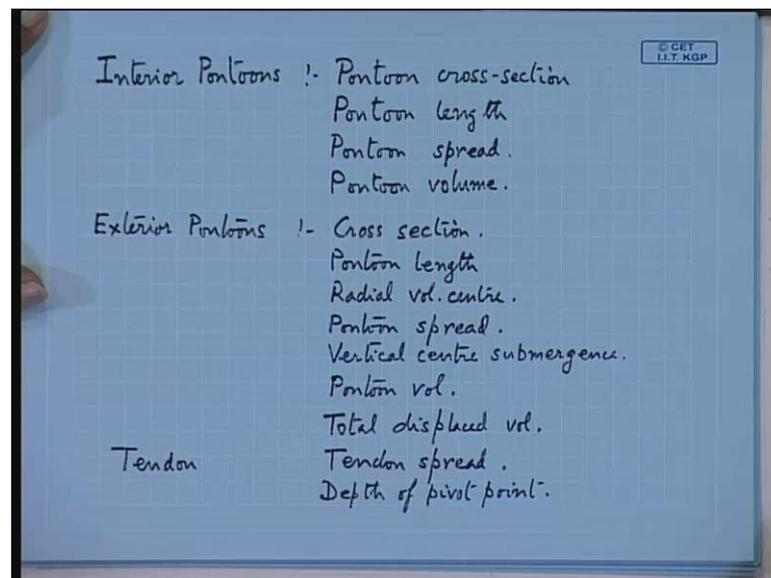 © CET
I.I.T. KGP
Interior Pontoons :- Pontoon cross-section
Pontoon length
Pontoon spread.
Pontoon volume.
Exterior Pontoons :- Cross section.
Pontoon length
Radial vol. centre.
Pontoon spread.
Vertical centre submergence.
Pontoon vol.
Total displaced vol.
Tendon Tendon spread.
Depth of pivot point.